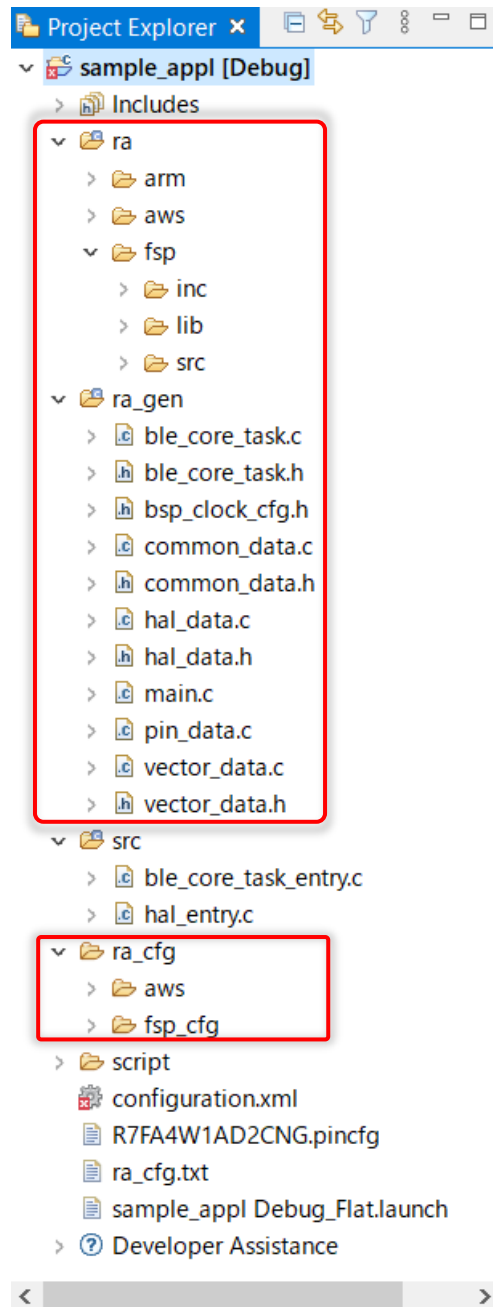 Project Explorer
sample_appl [Debug]
Includes
ra
arm
aws
fsp
inc
lib
src
ra_gen
ble_core_task.c
ble_core_task.h
bsp_clock_cfg.h
common_data.c
common_data.h
hal_data.c
hal_data.h
main.c
pin_data.c
vector_data.c
vector_data.h
src
ble_core_task_entry.c
hal_entry.c
ra_cfg
aws
fsp_cfg
script
configuration.xml
R7FA4W1AD2CNG.pincfg
ra_cfg.txt
sample_appl Debug_Flat.launch
Developer Assistance